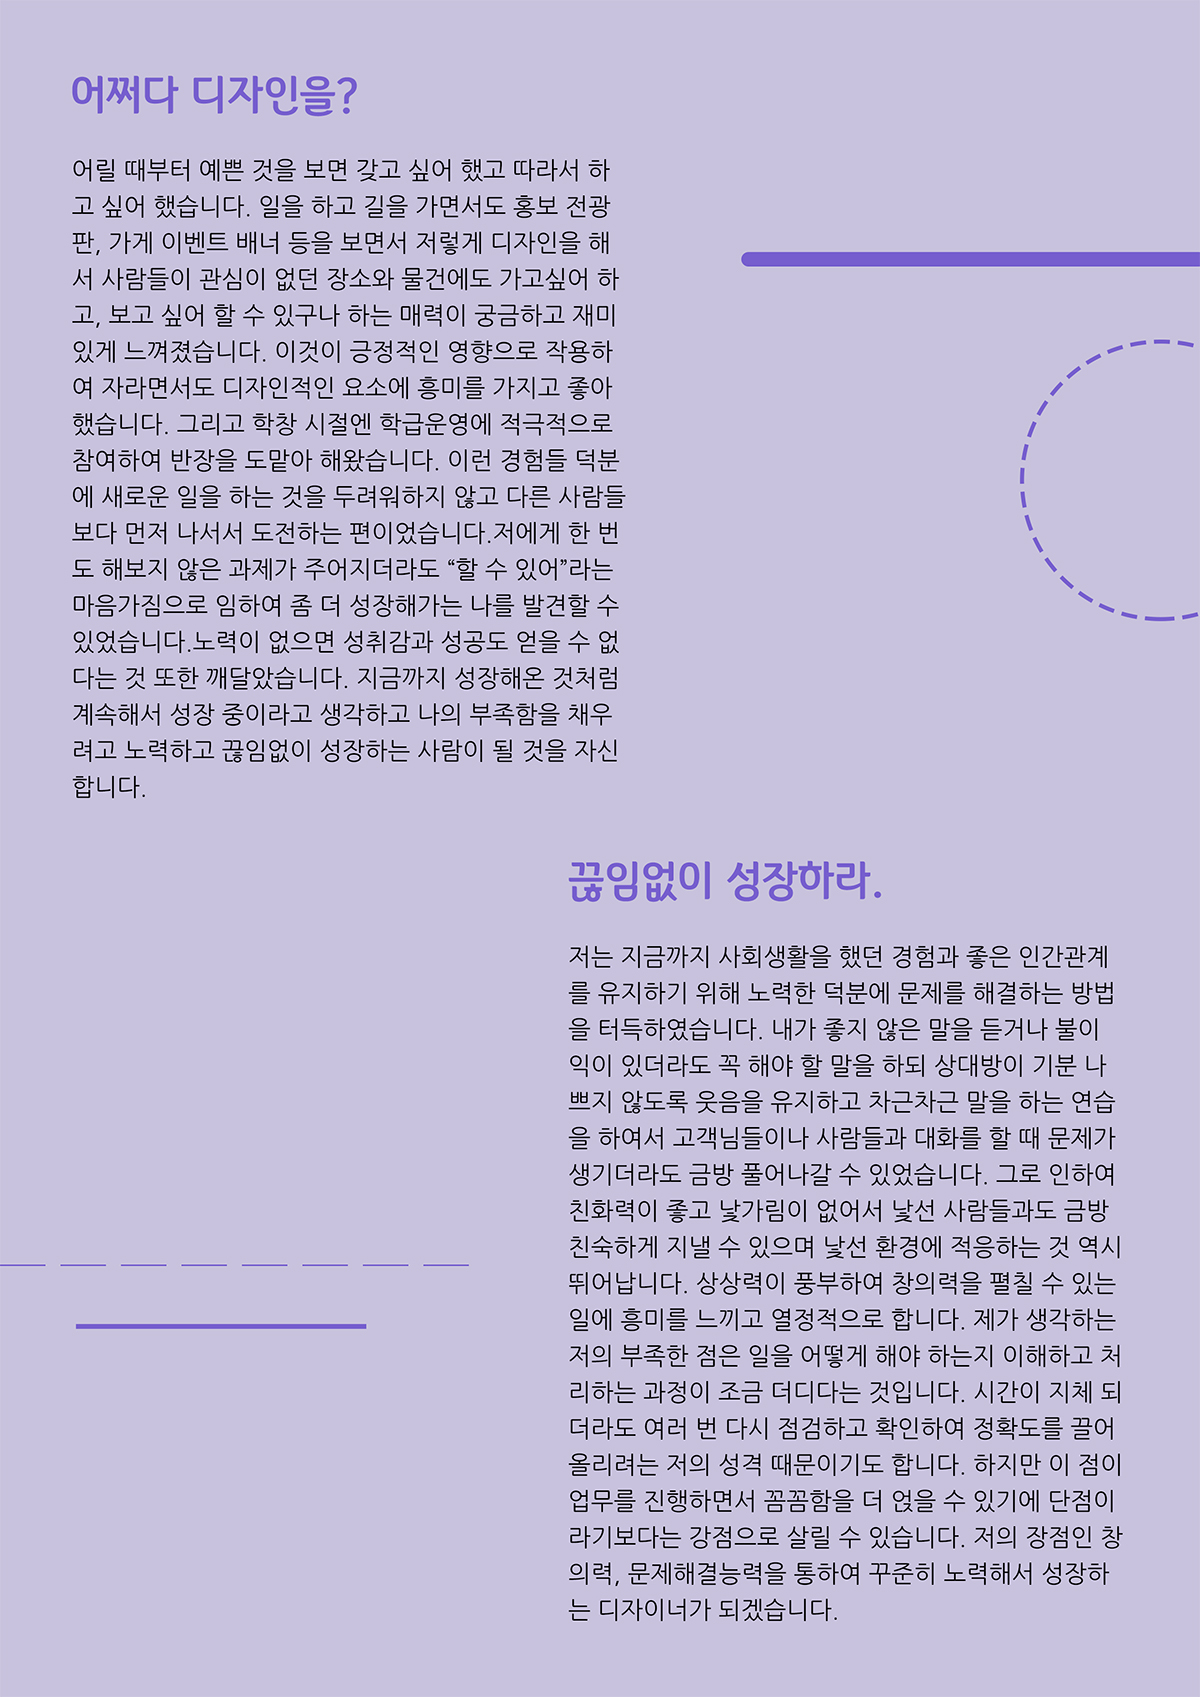 어쩌다 디자인을?
어릴 때부터 예쁜 것을 보면 갖고 싶어 했고 따라서 하
고 싶어 했습니다. 일을 하고 길을 가면서도 홍보 전광
판, 가게 이벤트 배너 등을 보면서 저렇게 디자인을 해
서 사람들이 관심이 없던 장소와 물건에도 가고싶어 하
고, 보고 싶어 할 수 있구나 하는 매력이 궁금하고 재미
있게 느껴졌습니다. 이것이 긍정적인 영향으로 작용하
여 자라면서도 디자인적인 요소에 흥미를 가지고 좋아
했습니다. 그리고 학창 시절엔 학급운영에 적극적으로
참여하여 반장을 도맡아 해왔습니다. 이런 경험들 덕분
에 새로운 일을 하는 것을 두려워하지 않고 다른 사람들
보다 먼저 나서서 도전하는 편이었습니다.저에게 한 번
도 해보지 않은 과제가 주어지더라도 “할 수 있어”라는
마음가짐으로 임하여 좀 더 성장해가는 나를 발견할 수
있었습니다.노력이 없으면 성취감과 성공도 얻을 수 없
다는 것 또한 깨달았습니다. 지금까지 성장해온 것처럼
계속해서 성장 중이라고 생각하고 나의 부족함을 채우
려고 노력하고 끊임없이 성장하는 사람이 될 것을 자신
합니다.
끊임없이 성장하라.
저는 지금까지 사회생활을 했던 경험과 좋은 인간관계
를 유지하기 위해 노력한 덕분에 문제를 해결하는 방법
을 터득하였습니다. 내가 좋지 않은 말을 듣거나 불이
익이 있더라도 꼭 해야 할 말을 하되 상대방이 기분 나
쁘지 않도록 웃음을 유지하고 차근차근 말을 하는 연습
을 하여서 고객님들이나 사람들과 대화를 할 때 문제가
생기더라도 금방 풀어나갈 수 있었습니다. 그로 인하여
친화력이 좋고 낯가림이 없어서 낯선 사람들과도 금방
친숙하게 지낼 수 있으며 낯선 환경에 적응하는 것 역시
뛰어납니다. 상상력이 풍부하여 창의력을 펼칠 수 있는
일에 흥미를 느끼고 열정적으로 합니다. 제가 생각하는
저의 부족한 점은 일을 어떻게 해야 하는지 이해하고 처
리하는 과정이 조금 더디다는 것입니다. 시간이 지체 되
더라도 여러 번 다시 점검하고 확인하여 정확도를 끌어
올리려는 저의 성격 때문이기도 합니다. 하지만 이 점이
업무를 진행하면서 꼼꼼함을 더 얹을 수 있기에 단점이
라기보다는 강점으로 살릴 수 있습니다. 저의 장점인 창
의력, 문제해결능력을 통하여 꾸준히 노력해서 성장하
는 디자이너가 되겠습니다.